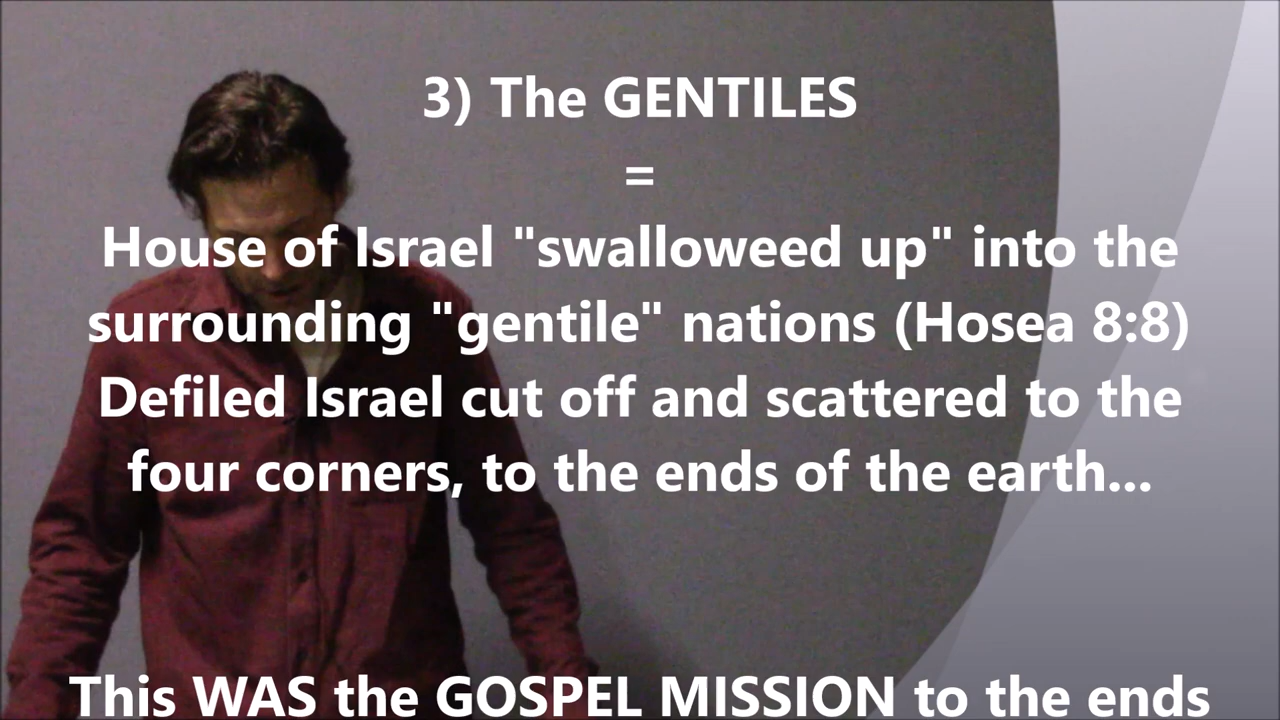 3) The GENTILES
=
House of Israel "swalloweed up" into the
surrounding "gentile" nations (Hosea 8:8)
Defiled Israel cut off and scattered to the
four corners, to the ends of the earth...
This WAS the GOSPEL MISSION to the ends